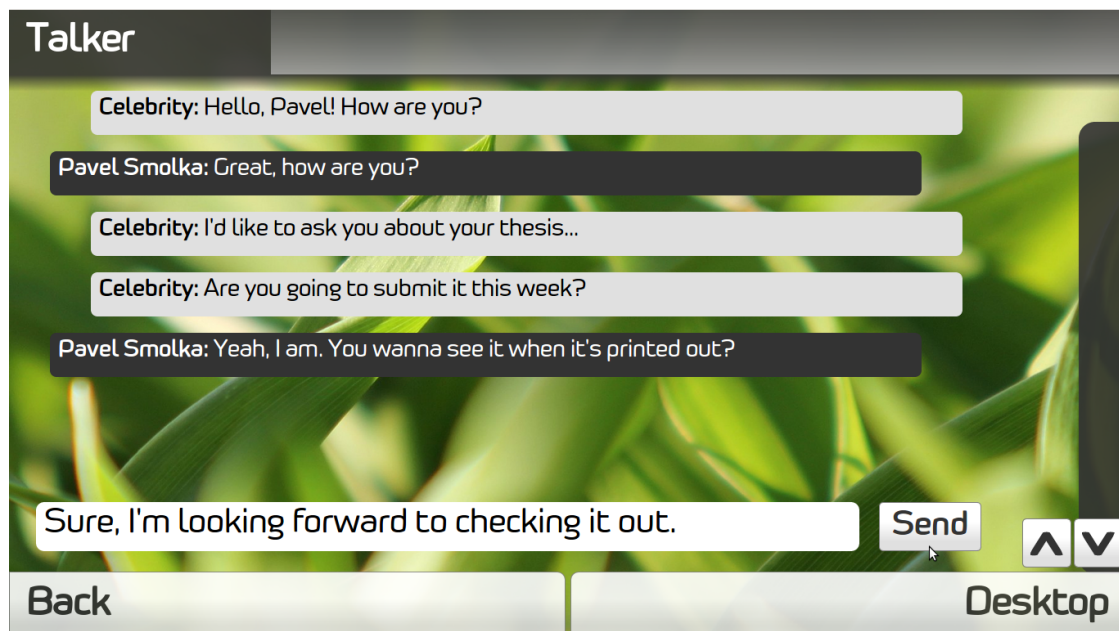 Talker
Celebrity: Hello, Pavel! How are you?
Pavel Smolka: Great, how are you?
Celebrity: I'd like to ask you about your thesis...
Celebrity: Are you going to submit it this week?
Pavel Smolka: Yeah, I am. You wanna see it when it's printed out?
Sure, I'm looking forward to checking it out.
Send
Back
Desktop